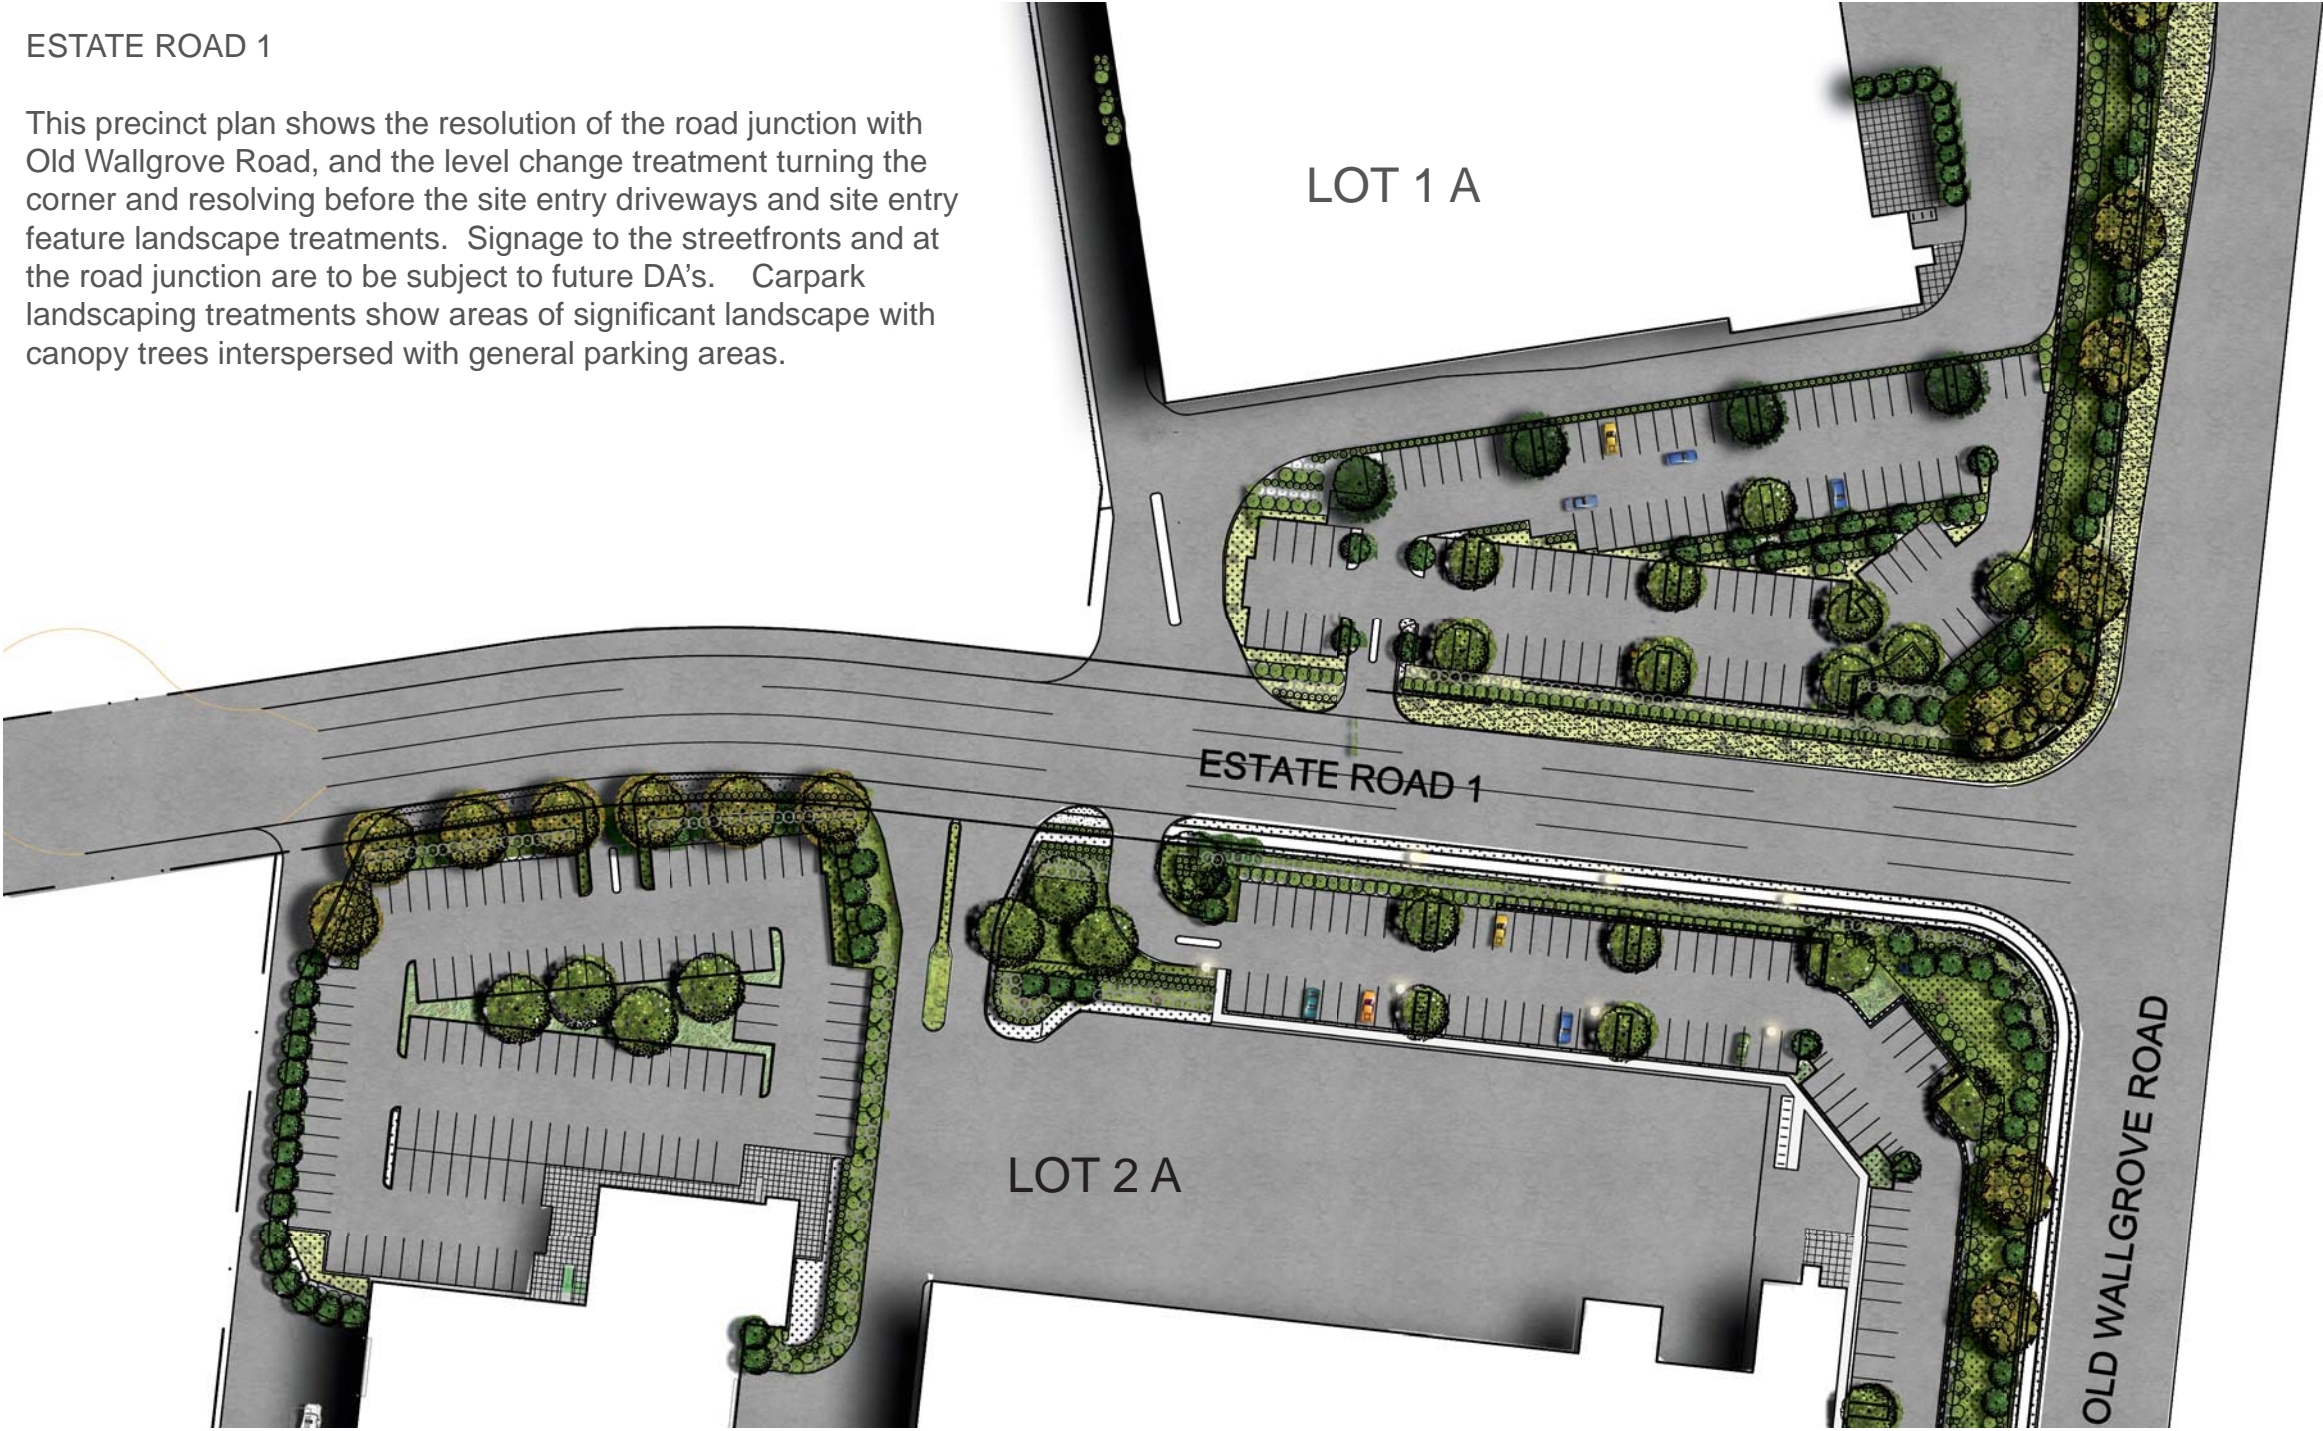 ESTATE ROAD 1
This precinct plan shows the resolution of the road junction with
Old Wallgrove Road, and the level change treatment turning the
corner and resolving before the site entry driveways and site entry
feature landscape treatments.  Signage to the streetfronts and at
the road junction are to be subject to future DA's.    Carpark
landscaping treatments show areas of significant landscape with
canopy trees interspersed with general parking areas.
LOT 1 A
ESTATE ROAD 1
LOT 2 A
OLD WALLGROVE ROAD